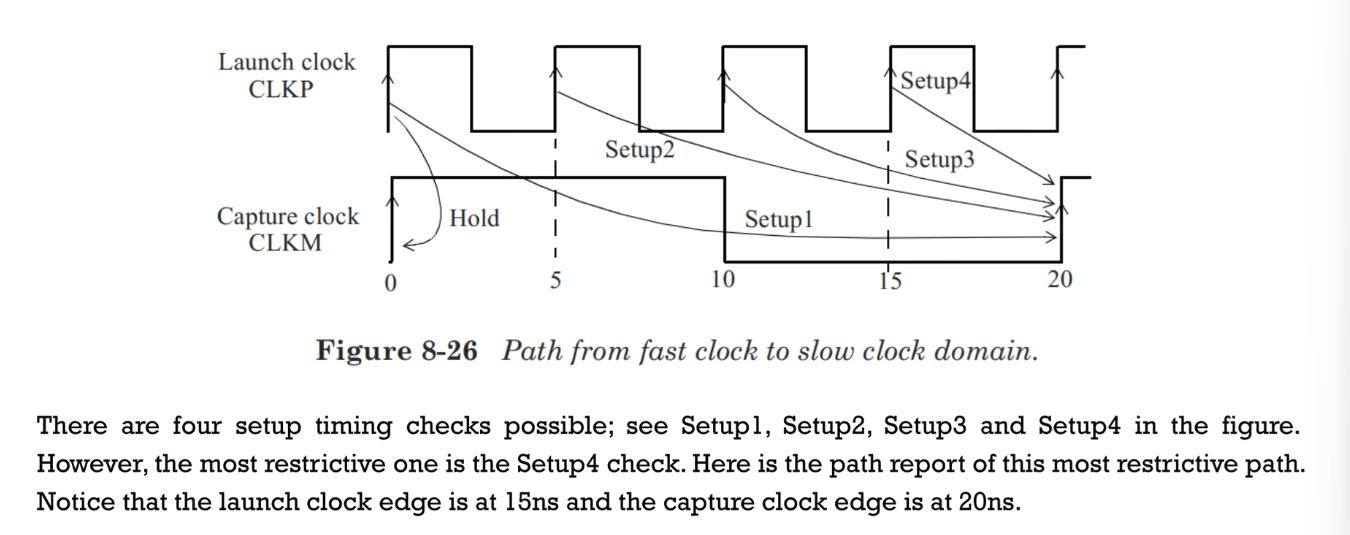 Launch clock
CLKP
Setup4
Setup2
Setup3
Capture clock
CLKM
Hold
Setup1
0
5
10
15
20
Figure 8-26 Path from fast clock to slow clock domain.
There are four setup timing checks possible; see Setup1, Setup2, Setup3 and Setup4 in the figure.
However, the most restrictive one is the Setup4 check. Here is the path report of this most restrictive path.
Notice that the launch clock edge is at 15ns and the capture clock edge is at 20ns.